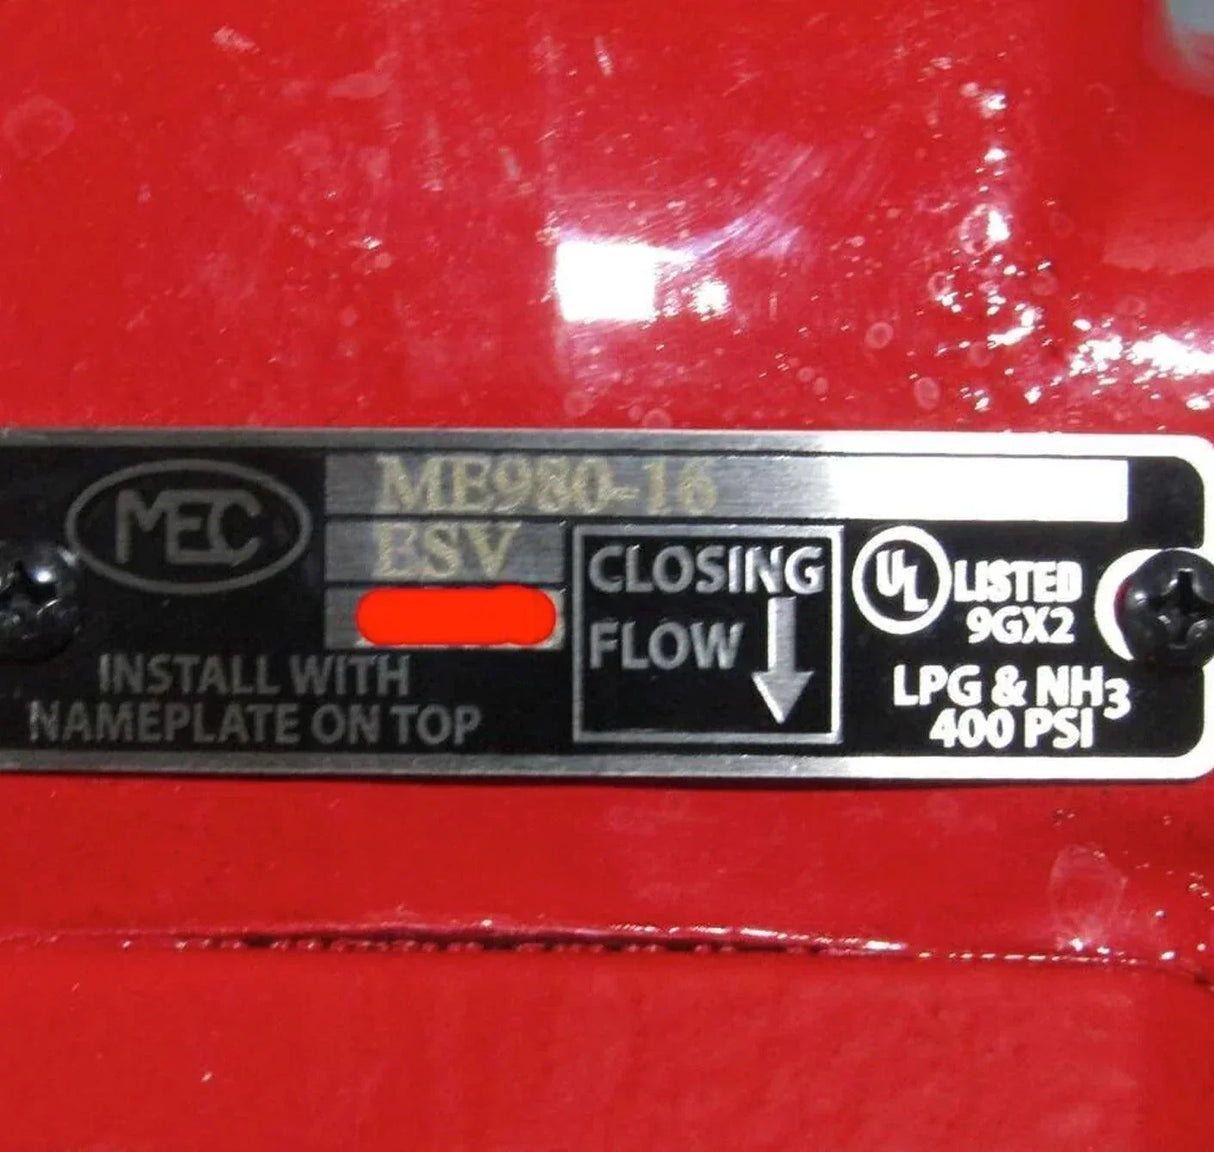 MEC
ME980-16
ESV
INSTALL WITH
NAMEPLATE ON TOP
CLOSING
FLOW
UL
LISTED
9GX2
LPG & NH3
400 PSI